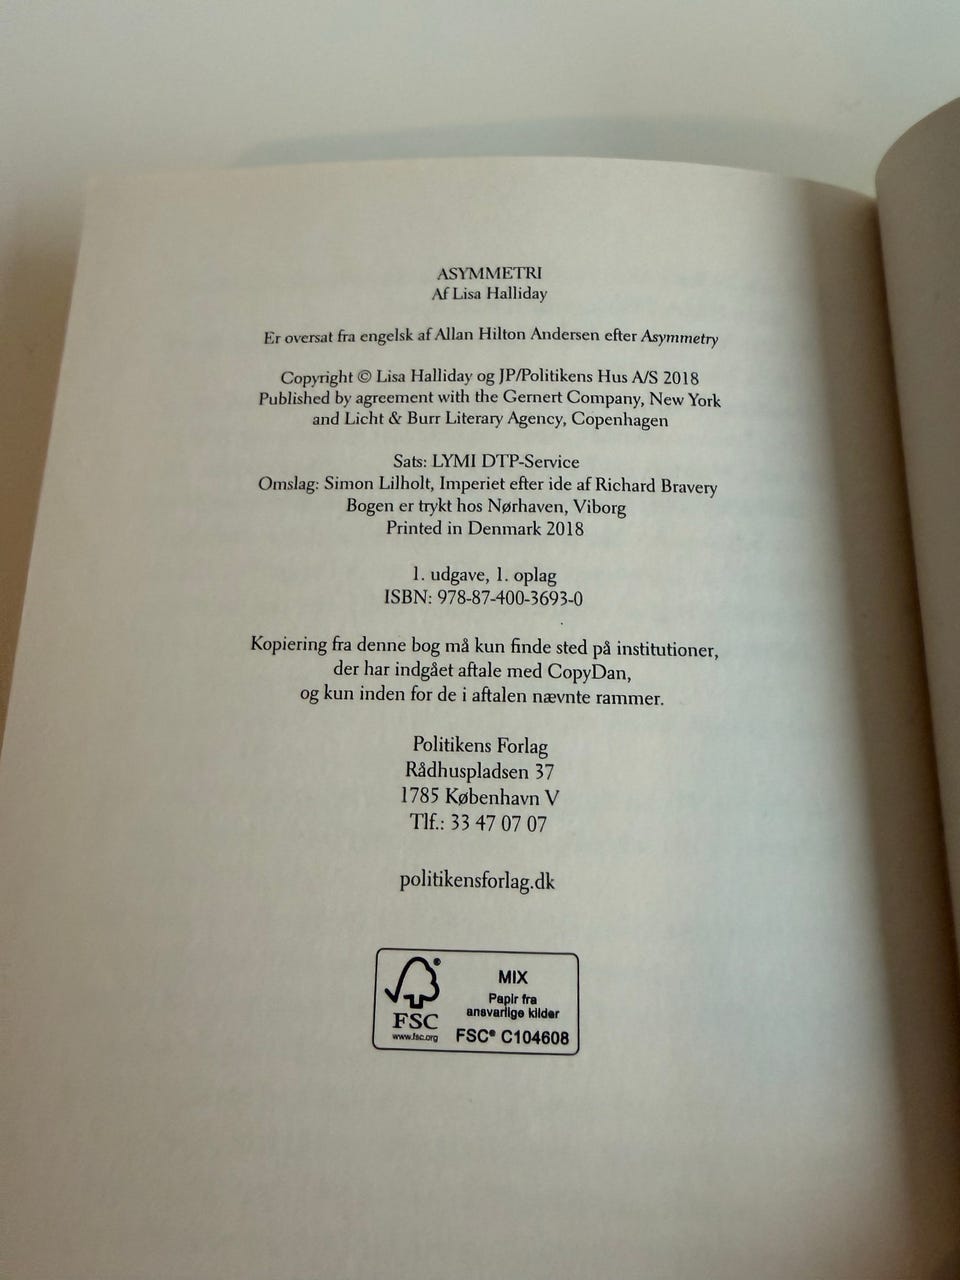 ASYMMETRI
Af Lisa Halliday
Er oversat fra engelsk af Allan Hilton Andersen efter Asymmetry
Copyright © Lisa Halliday og JP/Politikens Hus A/S 2018
Published by agreement with the Gernert Company, New York
and Licht & Burr Literary Agency, Copenhagen
Sats: LYMI DTP-Service
Omslag: Simon Lilholt, Imperiet efter ide af Richard Bravery
Bogen er trykt hos Nørhaven, Viborg
Printed in Denmark 2018
1. udgave, 1. oplag
ISBN: 978-87-400-3693-0
Kopiering fra denne bog må kun finde sted på institutioner,
der har indgået aftale med CopyDan,
og kun inden for de i aftalen nævnte rammer.
Politikens Forlag
Rådhuspladsen 37
1785 København V
Tlf.: 33 47 07 07
politikensforlag.dk
®
FSC
www.fsc.org
MIX
Papir fra
ansvarlige kilder
FSC® C104608